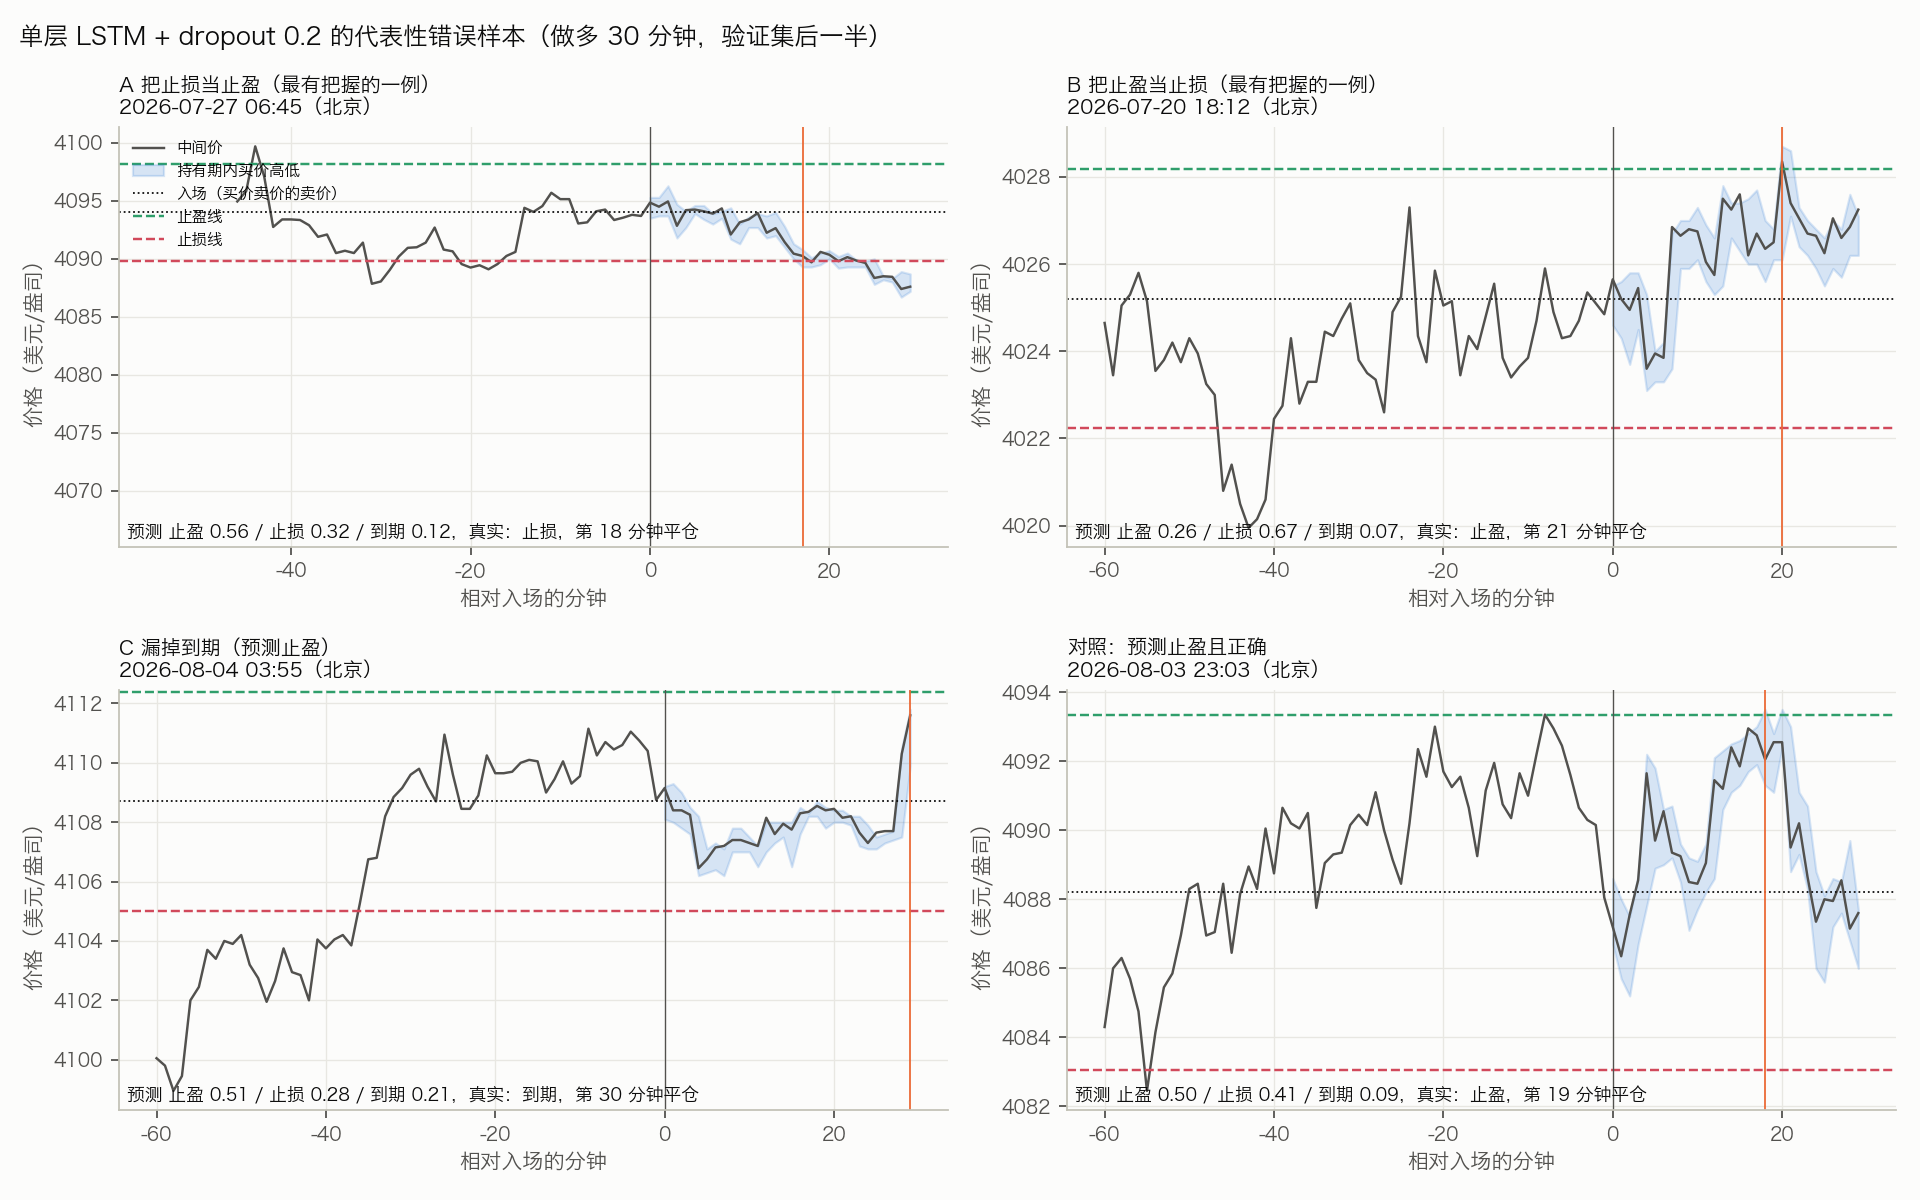 单层 LSTM + dropout 0.2 的代表性错误样本（做多 30 分钟，验证集后一半）
A 把止损当止盈（最有把握的一例）
2026-07-27 06:45（北京）
中间价
持有期内买价高低
入场（买价卖价的卖价）
止盈线
止损线
价格（美元/盎司）
4100
4095
4090
4085
4080
4075
4070
预测 止盈 0.56 / 止损 0.32 / 到期 0.12，真实：止损，第 18 分钟平仓
-40
-20
0
20
相对入场的分钟
B 把止盈当止损（最有把握的一例）
2026-07-20 18:12（北京）
价格（美元/盎司）
4028
4026
4024
4022
4020
预测 止盈 0.26 / 止损 0.67 / 到期 0.07，真实：止盈，第 21 分钟平仓
-60
-40
-20
0
20
相对入场的分钟
C 漏掉到期（预测止盈）
2026-08-04 03:55（北京）
价格（美元/盎司）
4112
4110
4108
4106
4104
4102
4100
预测 止盈 0.51 / 止损 0.28 / 到期 0.21，真实：到期，第 30 分钟平仓
-60
-40
-20
0
20
相对入场的分钟
对照：预测止盈且正确
2026-08-03 23:03（北京）
价格（美元/盎司）
4094
4092
4090
4088
4086
4084
4082
预测 止盈 0.50 / 止损 0.41 / 到期 0.09，真实：止盈，第 19 分钟平仓
-60
-40
-20
0
20
相对入场的分钟